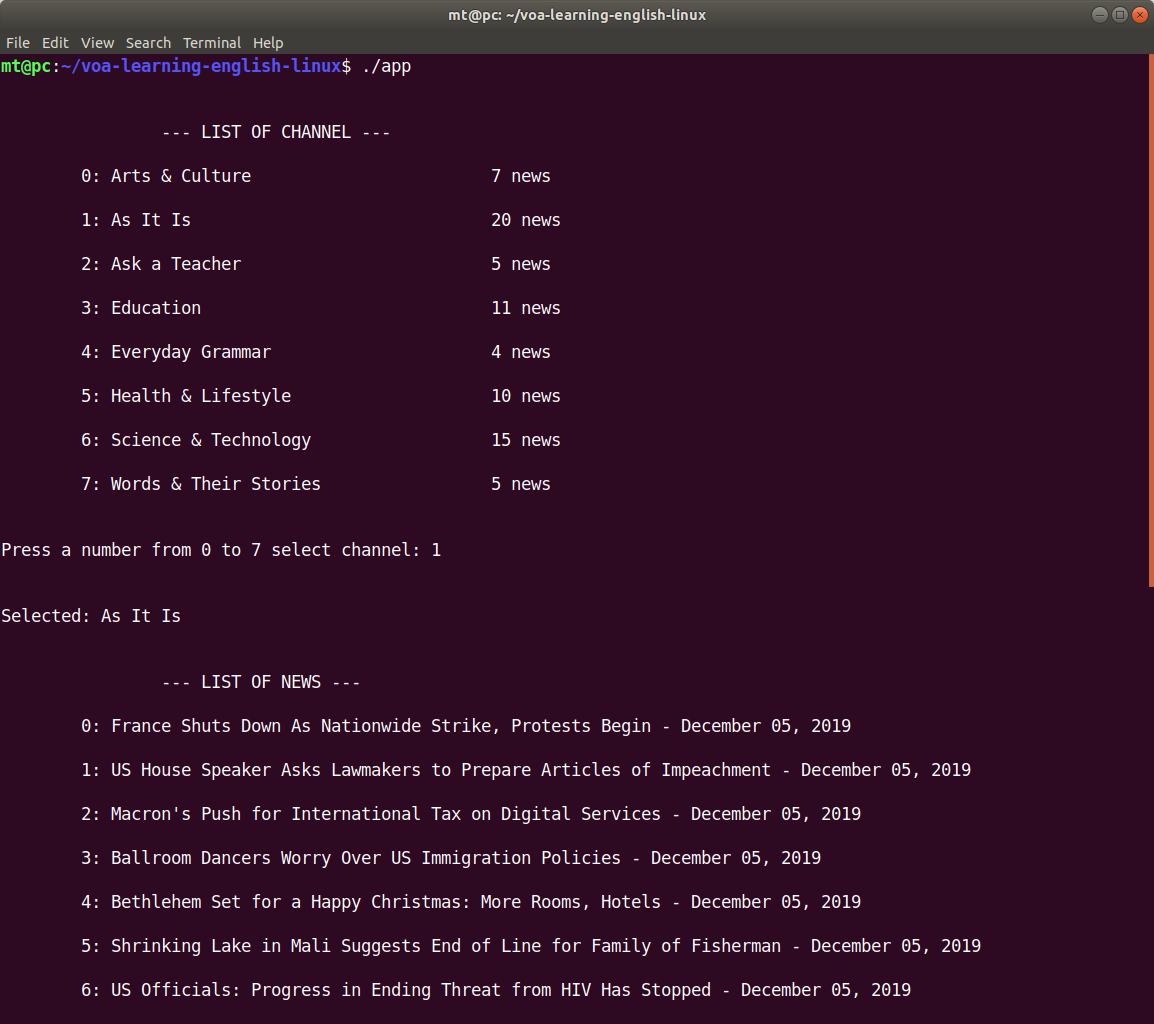 mt@pc: ~/voa-learning-english-linux
File Edit View Search Terminal Help
mt@pc:~/voa-learning-english-linux$ ./app
--- LIST OF CHANNEL ---
0: Arts & Culture 7 news
1: As It Is 20 news
2: Ask a Teacher 5 news
3: Education 11 news
4: Everyday Grammar 4 news
5: Health & Lifestyle 10 news
6: Science & Technology 15 news
7: Words & Their Stories 5 news
Press a number from 0 to 7 select channel: 1
Selected: As It Is
--- LIST OF NEWS ---
0: France Shuts Down As Nationwide Strike, Protests Begin - December 05, 2019
1: US House Speaker Asks Lawmakers to Prepare Articles of Impeachment - December 05, 2019
2: Macron's Push for International Tax on Digital Services - December 05, 2019
3: Ballroom Dancers Worry Over US Immigration Policies - December 05, 2019
4: Bethlehem Set for a Happy Christmas: More Rooms, Hotels - December 05, 2019
5: Shrinking Lake in Mali Suggests End of Line for Family of Fisherman - December 05, 2019
6: US Officials: Progress in Ending Threat from HIV Has Stopped - December 05, 2019